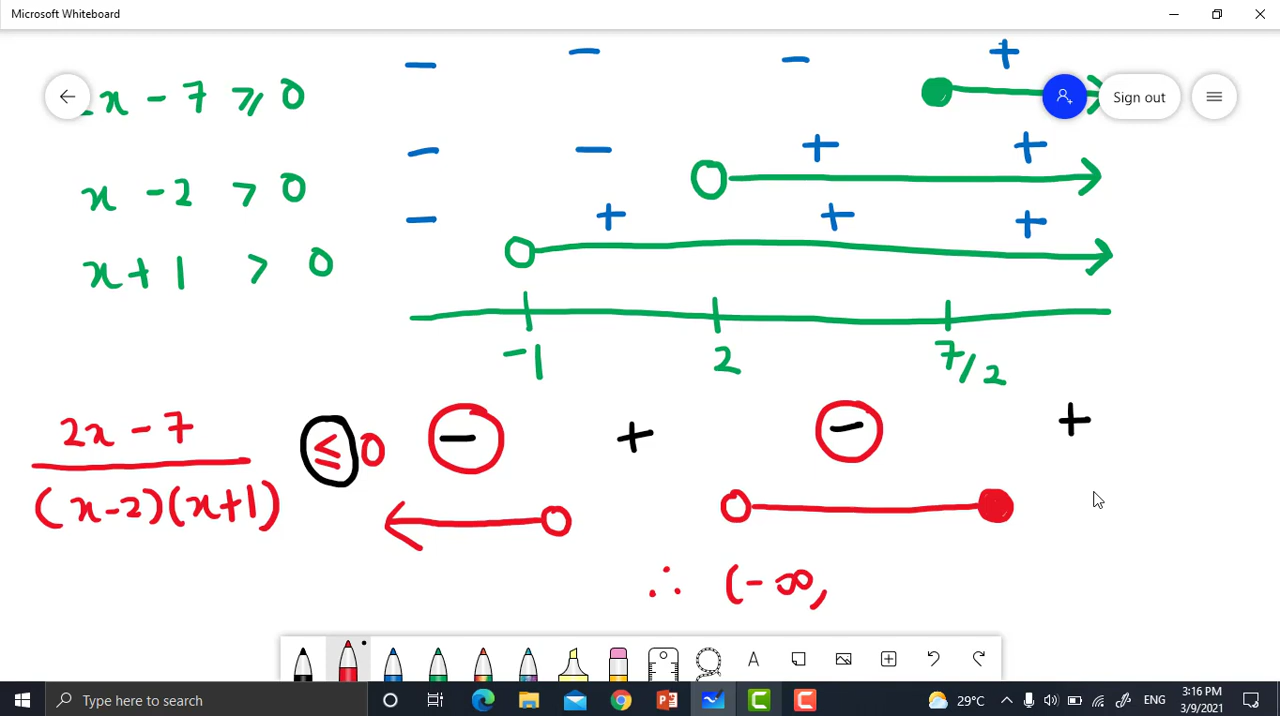 Microsoft Whiteboard
- - - +
x - 7 ⩾ 0
Sign out
- - + +
x - 2 > 0
- + + +
x + 1 > 0
-1 2 7/2
2x - 7 ≤ 0 - + - +
(x-2)(x+1)
∴ (-∞,
A
Type here to search
29°C
ENG
3:16 PM
3/9/2021